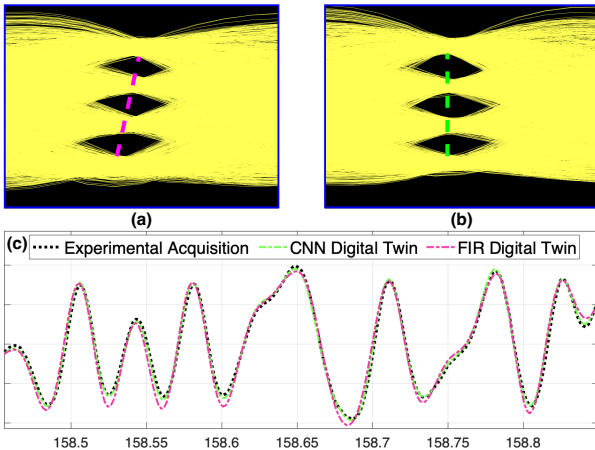 (a) (b)
(c) Experimental Acquisition CNN Digital Twin FIR Digital Twin
158.5 158.55 158.6 158.65 158.7 158.75 158.8